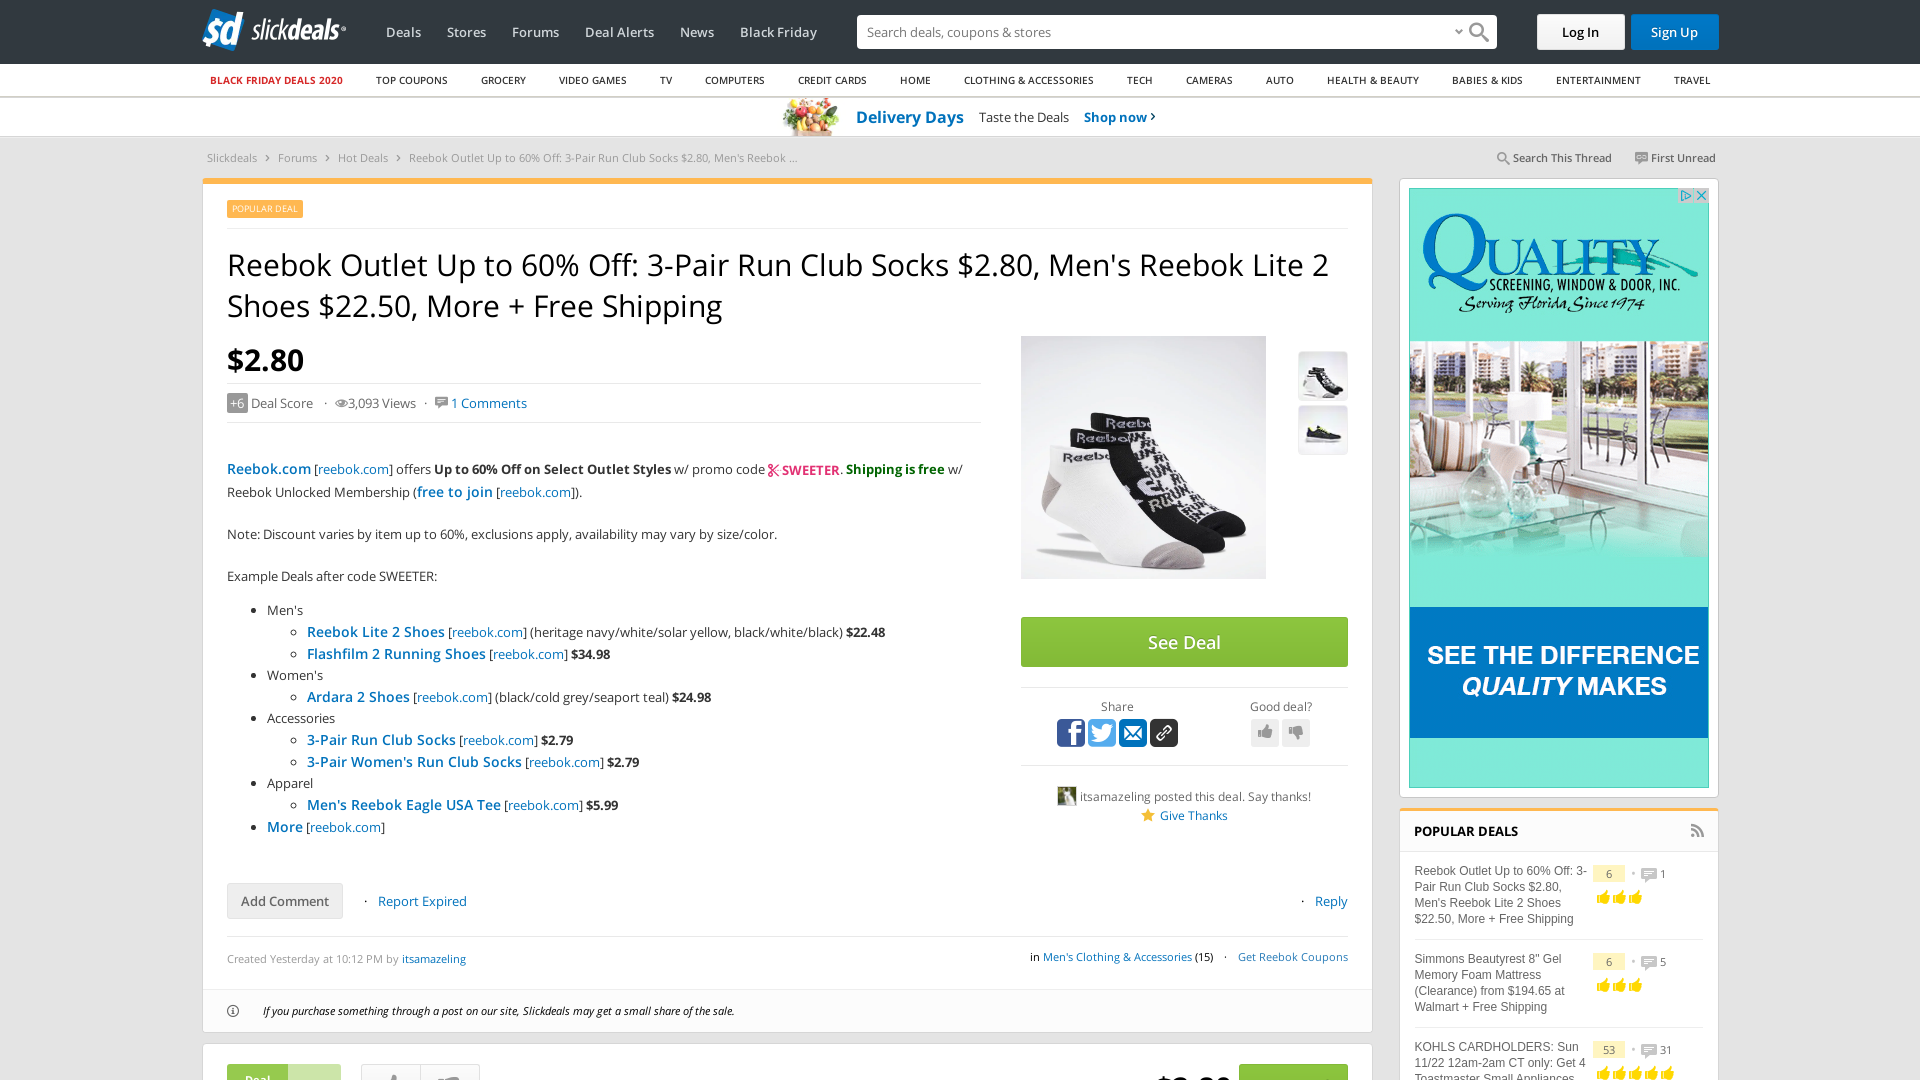 slickdeals
Deals Stores Forums Deal Alerts News Black Friday
Search deals, coupons & stores
Log In Sign Up
BLACK FRIDAY DEALS 2020 TOP COUPONS GROCERY VIDEO GAMES TV COMPUTERS CREDIT CARDS HOME CLOTHING & ACCESSORIES TECH CAMERAS AUTO HEALTH & BEAUTY BABIES & KIDS ENTERTAINMENT TRAVEL
Delivery Days Taste the Deals Shop now ›
Slickdeals › Forums › Hot Deals › Reebok Outlet Up to 60% Off: 3-Pair Run Club Socks $2.80, Men's Reebok ...
Search This Thread First Unread
POPULAR DEAL
Reebok Outlet Up to 60% Off: 3-Pair Run Club Socks $2.80, Men's Reebok Lite 2
Shoes $22.50, More + Free Shipping
$2.80
+6 Deal Score · 3,093 Views · 1 Comments
Reebok.com [reebok.com] offers Up to 60% Off on Select Outlet Styles w/ promo code SWEETER. Shipping is free w/
Reebok Unlocked Membership (free to join [reebok.com]).
Note: Discount varies by item up to 60%, exclusions apply, availability may vary by size/color.
Example Deals after code SWEETER:
Men's
Reebok Lite 2 Shoes [reebok.com] (heritage navy/white/solar yellow, black/white/black) $22.48
Flashfilm 2 Running Shoes [reebok.com] $34.98
Women's
Ardara 2 Shoes [reebok.com] (black/cold grey/seaport teal) $24.98
Accessories
3-Pair Run Club Socks [reebok.com] $2.79
3-Pair Women's Run Club Socks [reebok.com] $2.79
Apparel
Men's Reebok Eagle USA Tee [reebok.com] $5.99
More [reebok.com]
See Deal
Share
Good deal?
itsamazeling posted this deal. Say thanks!
Give Thanks
Add Comment · Report Expired
· Reply
Created Yesterday at 10:12 PM by itsamazeling
in Men's Clothing & Accessories (15) · Get Reebok Coupons
If you purchase something through a post on our site, Slickdeals may get a small share of the sale.
QUALITY
SCREENING, WINDOW & DOOR, INC.
Serving Florida Since 1974
SEE THE DIFFERENCE
QUALITY MAKES
POPULAR DEALS
Reebok Outlet Up to 60% Off: 3-
Pair Run Club Socks $2.80,
Men's Reebok Lite 2 Shoes
$22.50, More + Free Shipping
6 • 1
Simmons Beautyrest 8" Gel
Memory Foam Mattress
(Clearance) from $194.65 at
Walmart + Free Shipping
6 • 5
KOHLS CARDHOLDERS: Sun
11/22 12am-2am CT only: Get 4
Toastmaster Small Appliances
53 • 31